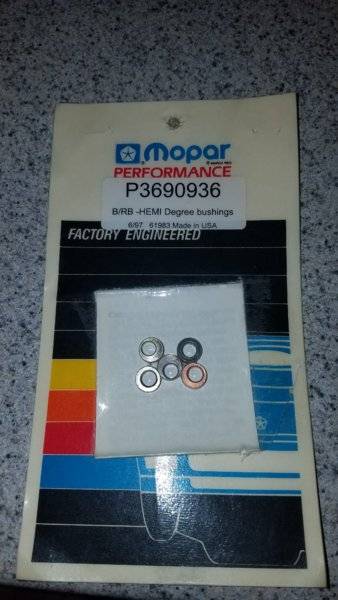 Mopar
PERFORMANCE
P3690936
B/RB -HEMI Degree bushings
6/97 61983 Made in USA
FACTORY ENGINEERED